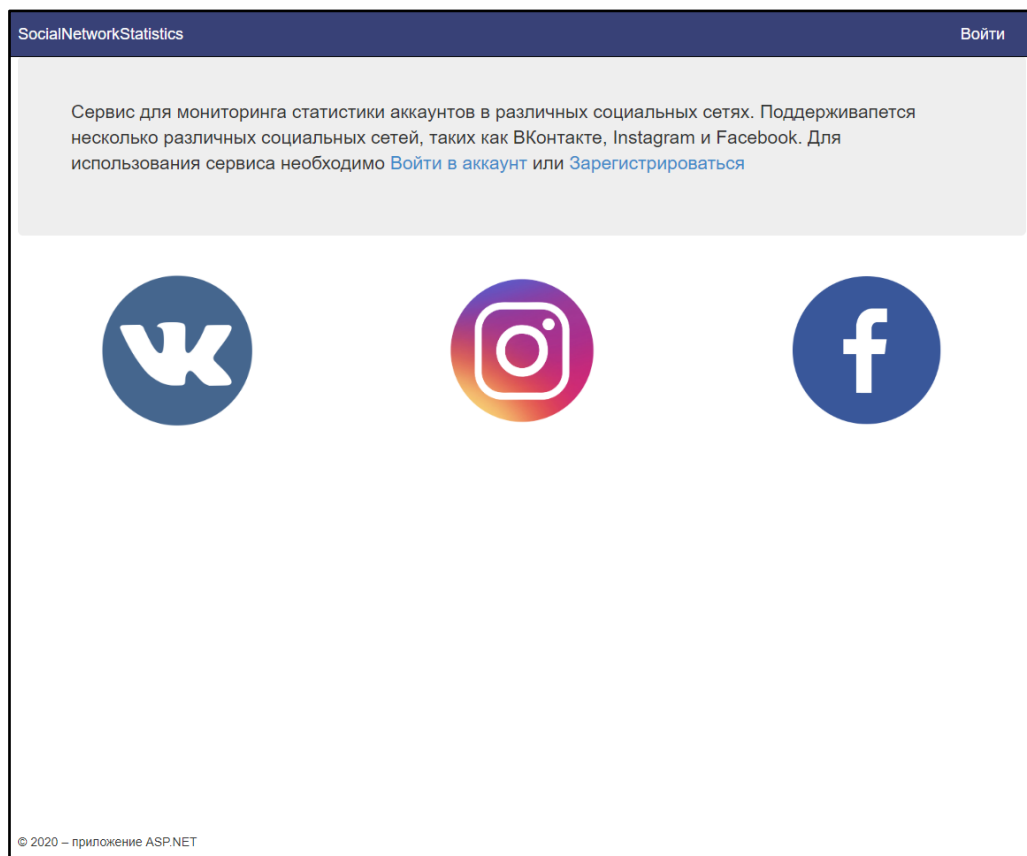 SocialNetworkStatistics
Войти
Сервис для мониторинга статистики аккаунтов в различных социальных сетях. Поддерживапется
несколько различных социальных сетей, таких как ВКонтакте, Instagram и Facebook. Для
использования сервиса необходимо Войти в аккаунт или Зарегистрироваться
© 2020 – приложение ASP.NET